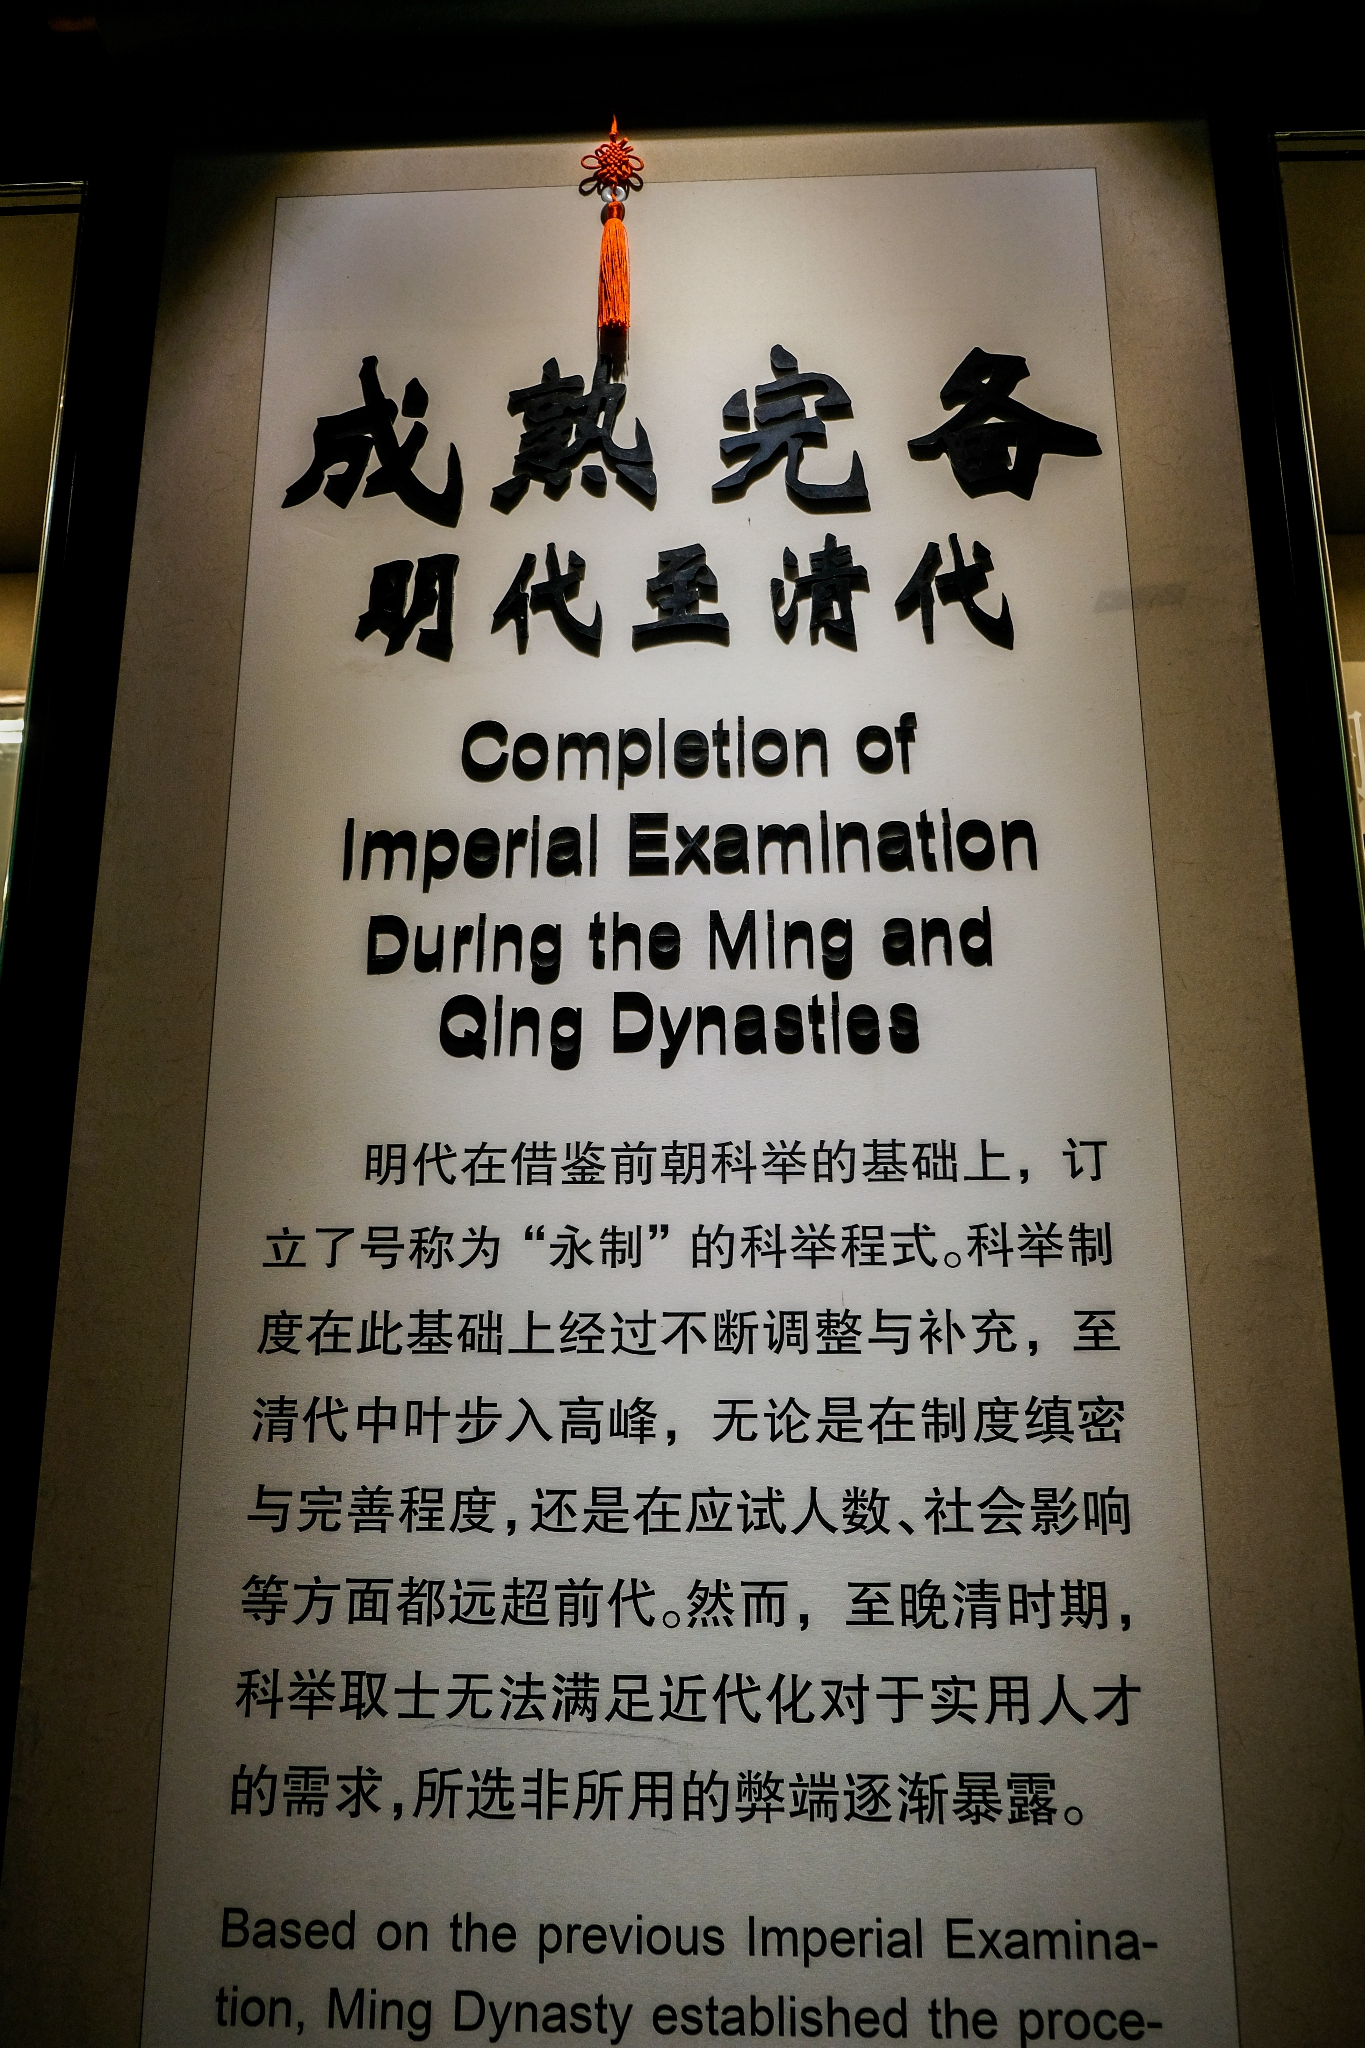 成熟完备
明代至清代
Completion of
Imperial Examination
During the Ming and
Qing Dynasties
明代在借鉴前朝科举的基础上，订
立了号称为“永制”的科举程式。科举制
度在此基础上经过不断调整与补充，至
清代中叶步入高峰，无论是在制度缜密
与完善程度，还是在应试人数、社会影响
等方面都远超前代。然而，至晚清时期，
科举取士无法满足近代化对于实用人才
的需求，所选非所用的弊端逐渐暴露。
Based on the previous Imperial Examina-
tion, Ming Dynasty established the proce-